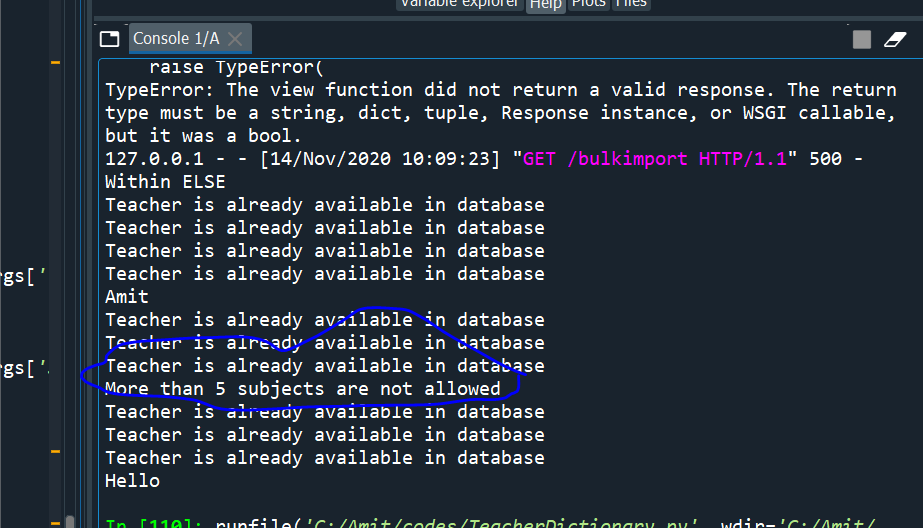 Variable explorer Help Plots Files
Console 1/A
raise TypeError(
TypeError: The view function did not return a valid response. The return
type must be a string, dict, tuple, Response instance, or WSGI callable,
but it was a bool.
127.0.0.1 - - [14/Nov/2020 10:09:23] "GET /bulkimport HTTP/1.1" 500 -
Within ELSE
Teacher is already available in database
Teacher is already available in database
Teacher is already available in database
rgs['
Teacher is already available in database
Amit
Teacher is already available in database
Teacher is already available in database
rgs['.
Teacher is already available in database
More than 5 subjects are not allowed
Teacher is already available in database
Teacher is already available in database
Teacher is already available in database
Hello
In [110]: runfile('C:/Amit/codes/TeacherDictionary.py', wdir='C:/Amit/